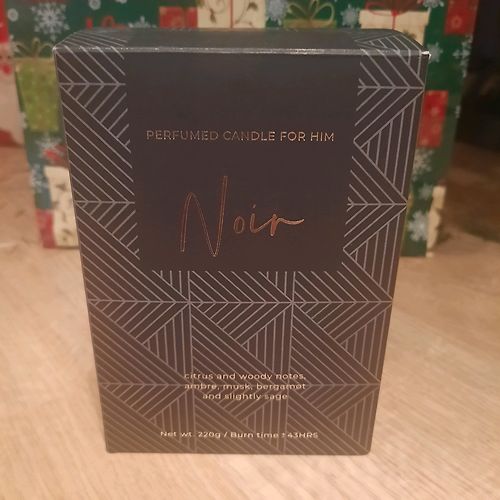 PERFUMED CANDLE FOR HIM
Noir
citrus and woody notes,
ambre, musk, bergamot
and slightly sage
Net wt. 220g / Burn time ± 43HRS